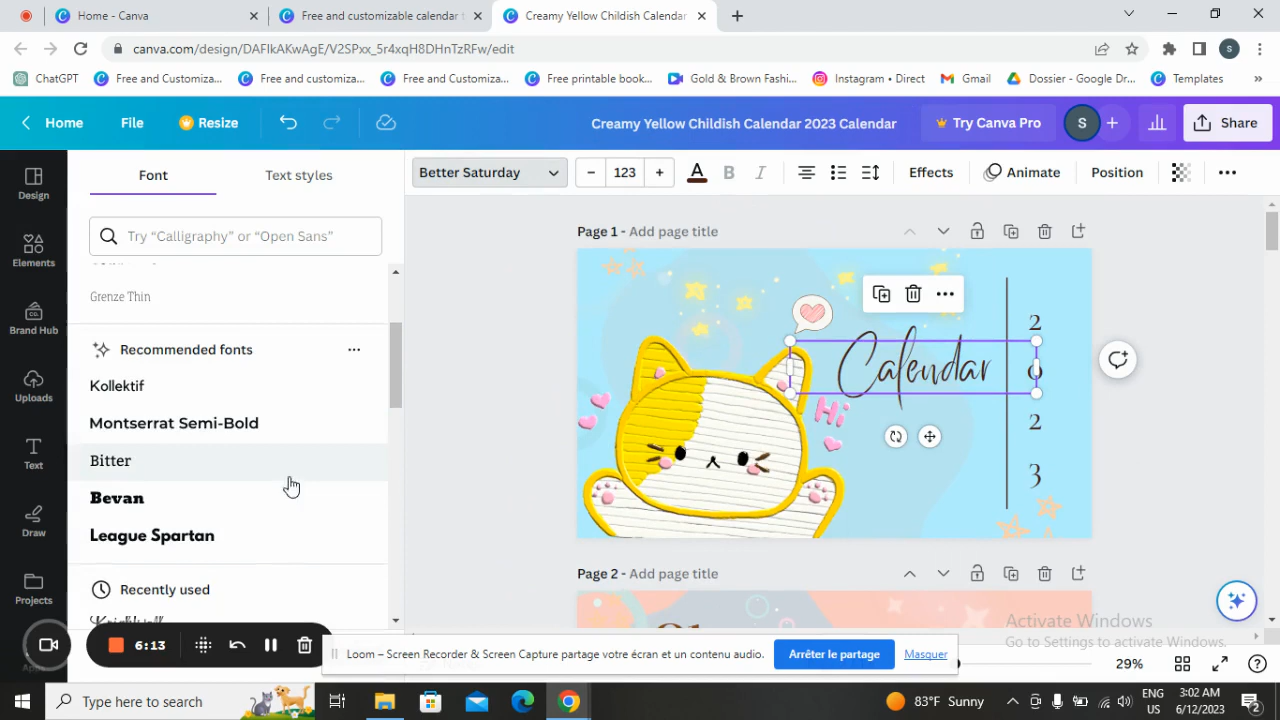 Home - Canva
Free and customizable calendar t
Creamy Yellow Childish Calendar
canva.com/design/DAFlkAKwAgE/V2SPxx_5r4xqH8DHnTzRFw/edit
ChatGPT
Free and Customiza...
Free and customiza...
Free and Customiza...
Free printable book...
Gold & Brown Fashi...
Instagram • Direct
Gmail
Dossier - Google Dr...
Templates
Home
File
Resize
Creamy Yellow Childish Calendar 2023 Calendar
Try Canva Pro
S
Share
Design
Elements
Brand Hub
Uploads
Text
Draw
Projects
Font
Text styles
Try “Calligraphy” or “Open Sans”
Grenze Thin
Recommended fonts
Kollektif
Montserrat Semi-Bold
Bitter
Bevan
League Spartan
Recently used
Better Saturday
123
A
B
I
Effects
Animate
Position
Page 1 - Add page title
Calendar
2
0
2
3
Hi
Page 2 - Add page title
6:13
Loom – Screen Recorder & Screen Capture partage votre écran et un contenu audio.
Arrêter le partage
Masquer
Activate Windows
Go to Settings to activate Windows.
29%
Type here to search
83°F Sunny
ENG
US
3:02 AM
6/12/2023
2